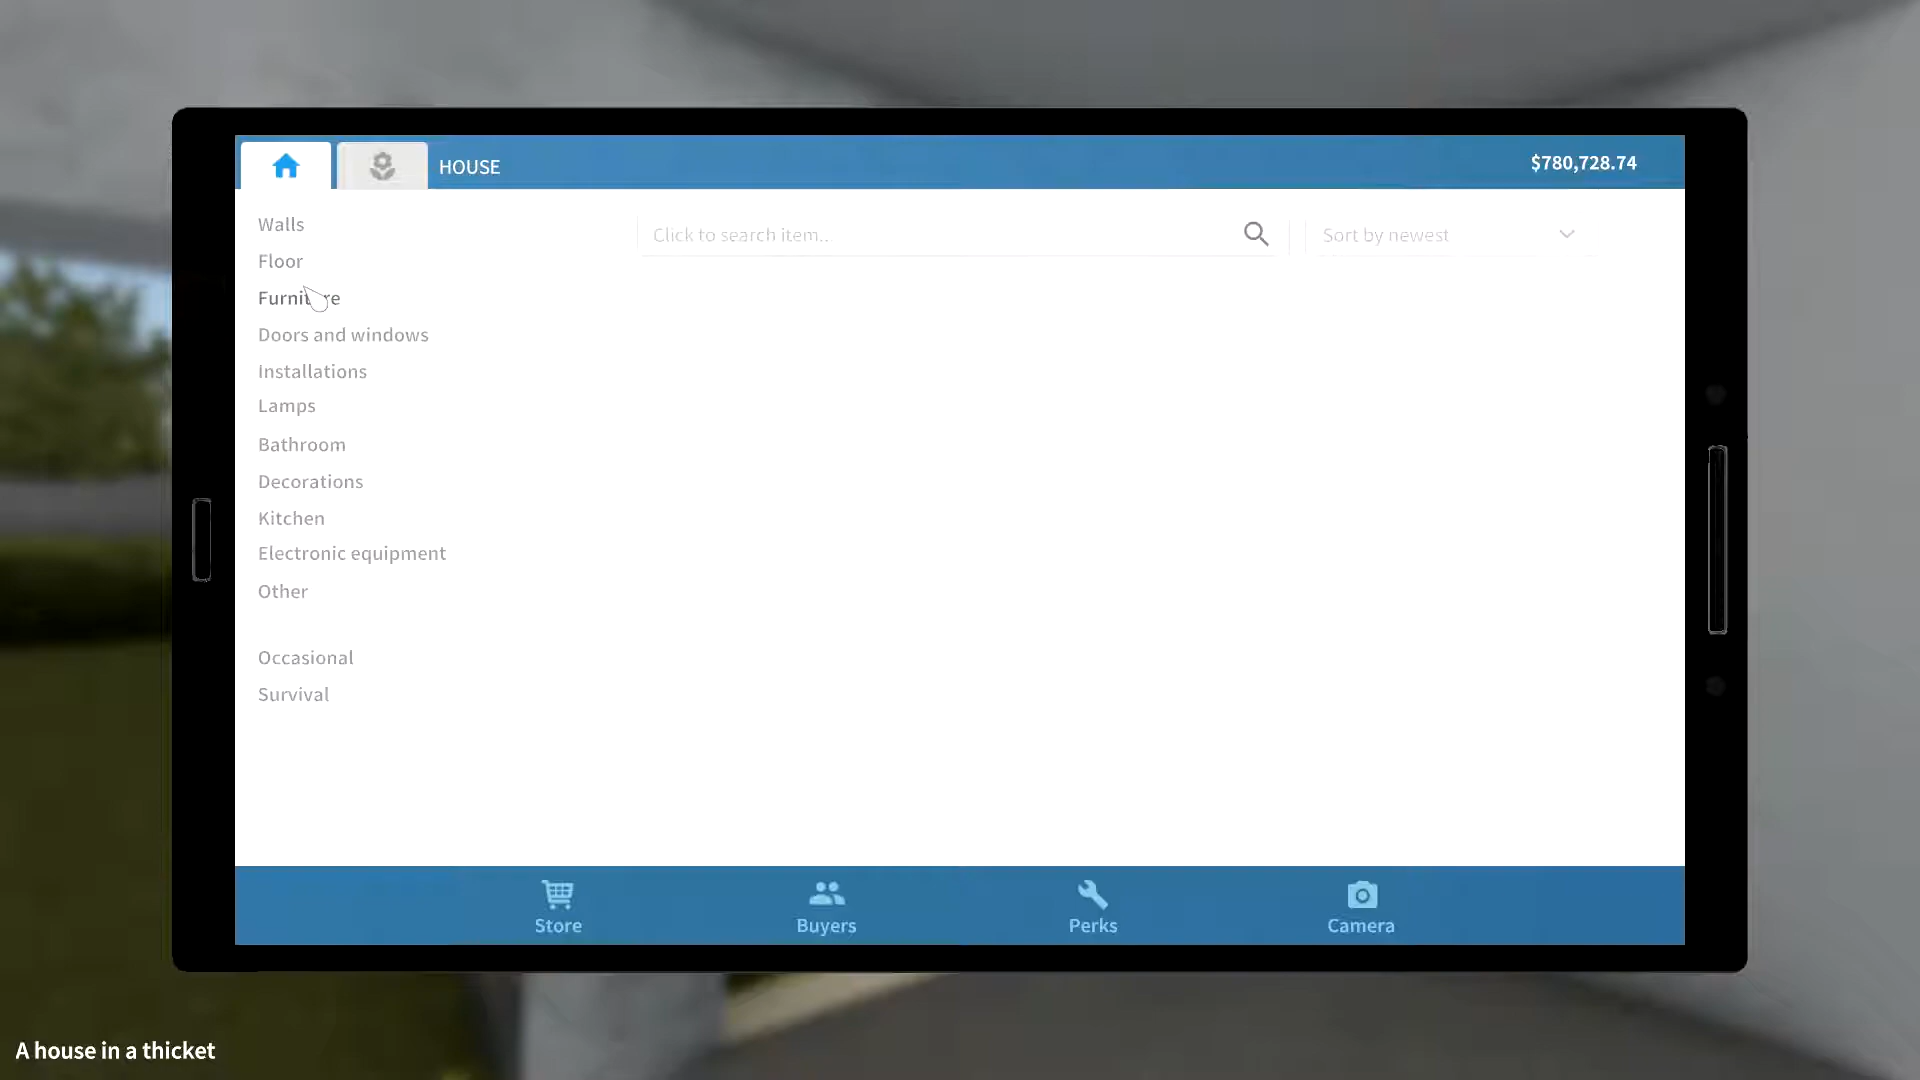 HOUSE
$780,728.74
Walls
Floor
Furniture
Doors and windows
Installations
Lamps
Bathroom
Decorations
Kitchen
Electronic equipment
Other
Occasional
Survival
Click to search item..
Sort by newest
Store
Buyers
Perks
Camera
A house in a thicket